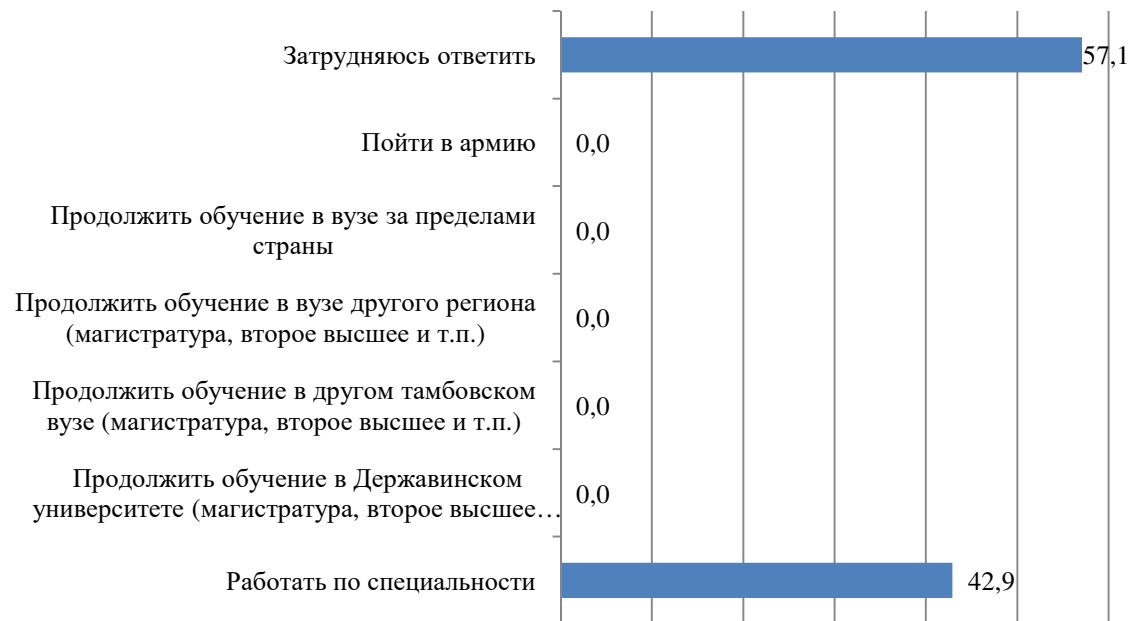 Затрудняюсь ответить
57,1
Пойти в армию
0,0
Продолжить обучение в вузе за пределами
страны
0,0
Продолжить обучение в вузе другого региона
(магистратура, второе высшее и т.п.)
0,0
Продолжить обучение в другом тамбовском
вузе (магистратура, второе высшее и т.п.)
0,0
Продолжить обучение в Державинском
университете (магистратура, второе высшее…
0,0
Работать по специальности
42,9